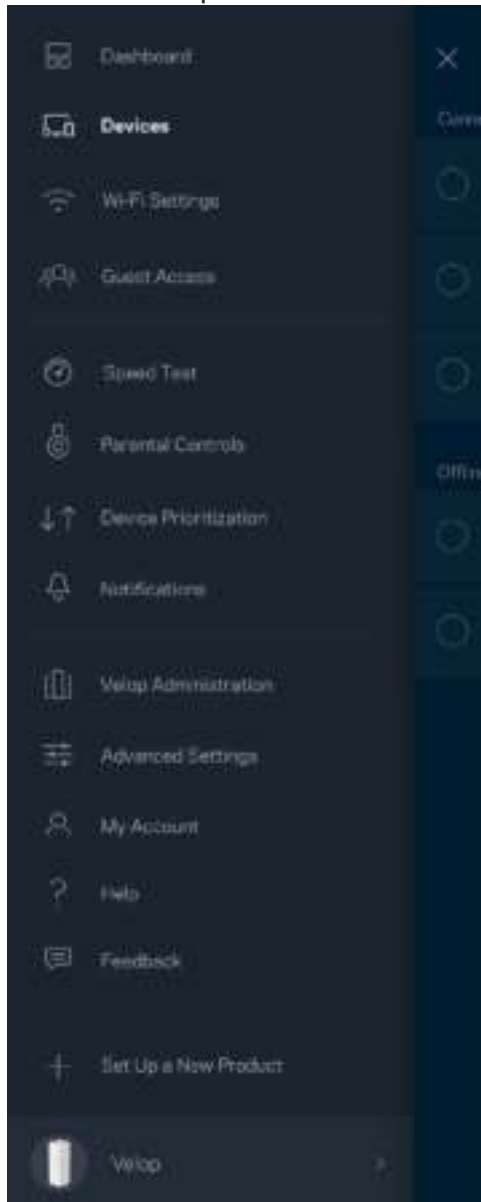 Dashboard
Devices
Wi-Fi Settings
Guest Access
Speed Test
Parental Controls
Device Prioritization
Notifications
Velop Administration
Advanced Settings
My Account
Help
Feedback
Set Up a New Product
Velop